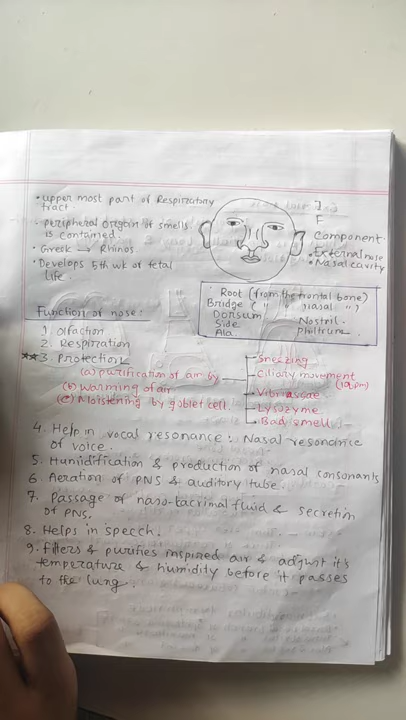 • upper most part of Respiratory
tract.
- peripheral origin of smells
is contained.
• Greek → Rhinos
• Develops 5th wk of fetal
life.
I
F
Component.
• External nose
• Nasal cavity
Root (from the frontal bone)
Bridge ( " " nasal " )
Dorsum
Side
Ala.
Nostril.
Philtrum.
Function of nose:
1 Olfaction
2 Respiration
3 Protection
(a) purification of air by
(b) Warming of air
(c) Moistening by goblet cell.
Sneezing
Ciliary movement
Vibrissae
Lysozyme
Bad smell
4. Help in vocal resonance: Nasal resonance
of voice.
5. Humidification & production of nasal consonants
6 Aeration of PNS & auditory tube.
7. Passage of naso-lacrimal fluid & secretion
of PNS.
8. Helps in speech.
9. filters & purifies inspired air & adjust it's
temperature & humidity before it passes
to the lung.